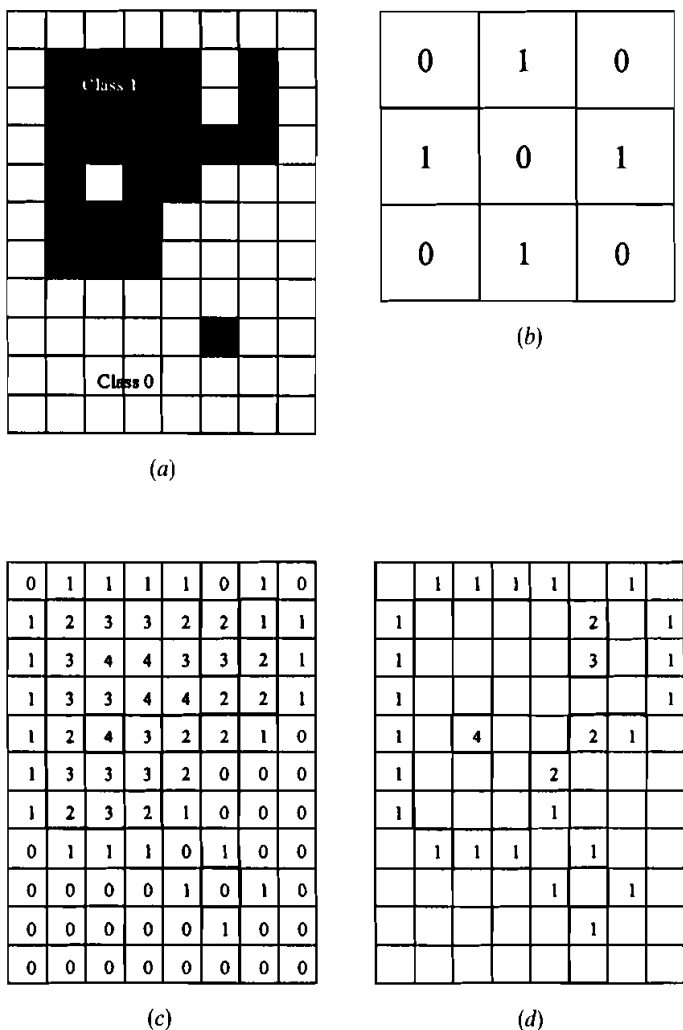 Class 1
0 1 0
1 0 1
0 1 0
(b)
Class 0
(a)
0 1 1 1 1 0 1 0
1 2 3 3 2 2 1 1
1 3 4 4 3 3 2 1
1 3 3 4 4 2 2 1
1 2 4 3 2 2 1 0
1 3 3 3 2 0 0 0
1 2 3 2 1 0 0 0
0 1 1 1 0 1 0 0
0 0 0 0 1 0 1 0
0 0 0 0 0 1 0 0
0 0 0 0 0 0 0 0
(c)
1 1 1 1 1
1 2 1
1 3 1
1 1
1 4 2 1
1 2
1 1
1 1 1 1
1 1
1
(d)